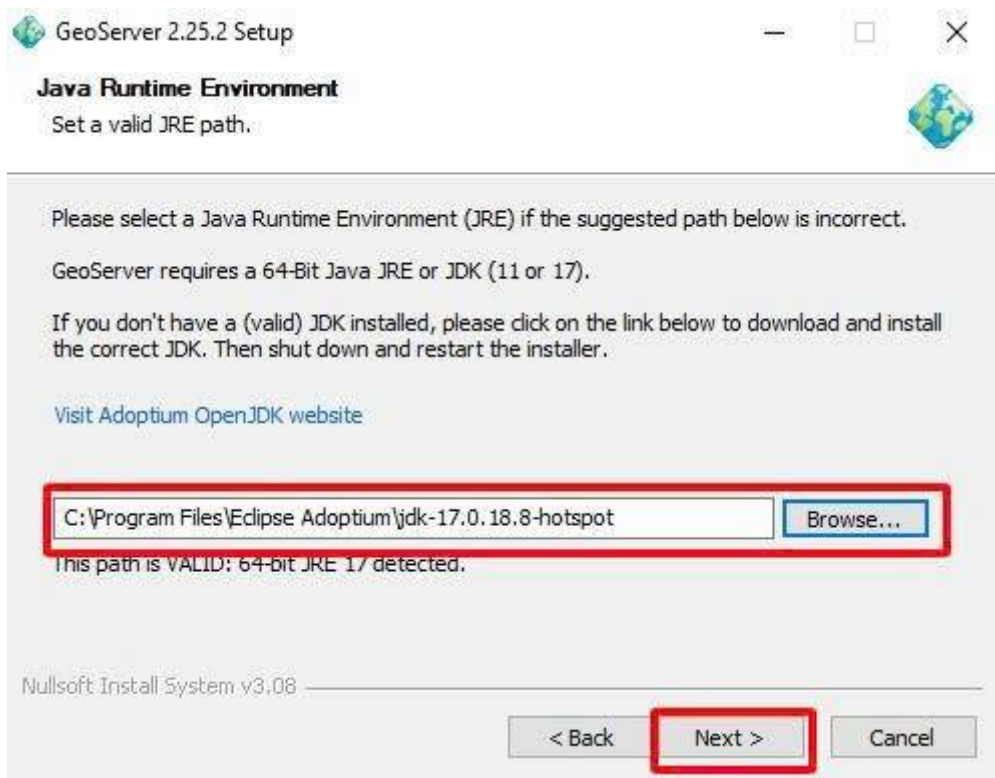 GeoServer 2.25.2 Setup
Java Runtime Environment
Set a valid JRE path.
Please select a Java Runtime Environment (JRE) if the suggested path below is incorrect.
GeoServer requires a 64-Bit Java JRE or JDK (11 or 17).
If you don't have a (valid) JDK installed, please click on the link below to download and install
the correct JDK. Then shut down and restart the installer.
Visit Adoptium OpenJDK website
C:\Program Files\Eclipse Adoptium\jdk-17.0.18.8-hotspot Browse...
This path is VALID: 64-bit JRE 17 detected.
Nullsoft Install System v3.08
< Back Next > Cancel